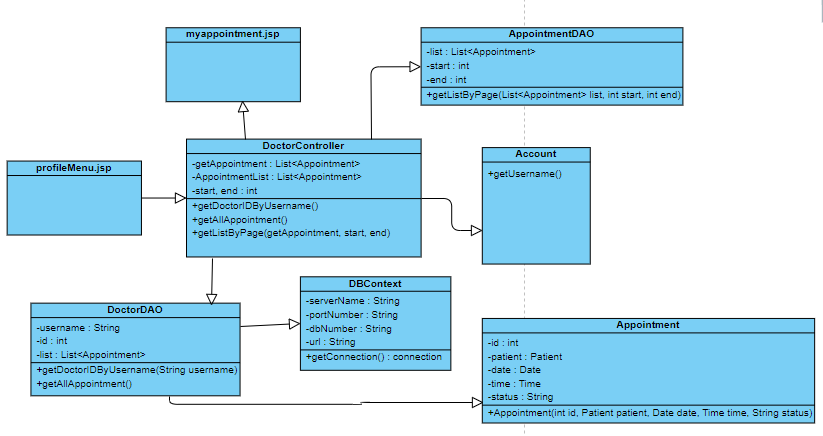 myappointment.jsp
AppointmentDAO
-list : List<Appointment>
-start : int
-end : int
+getListByPage(List<Appointment> list, int start, int end)
DoctorController
-getAppointment : List<Appointment>
-AppointmentList : List<Appointment>
-start, end : int
+getDoctorIDByUsername()
+getAllAppointment()
+getListByPage(getAppointment, start, end)
Account
+getUsername()
profileMenu.jsp
DBContext
-serverName : String
-portNumber : String
-dbNumber : String
-url : String
+getConnection() : connection
DoctorDAO
-username : String
-id : int
-list : List<Appointment>
+getDoctorIDByUsername(String username)
+getAllAppointment()
Appointment
-id : int
-patient : Patient
-date : Date
-time : Time
-status : String
+Appointment(int id, Patient patient, Date date, Time time, String status)